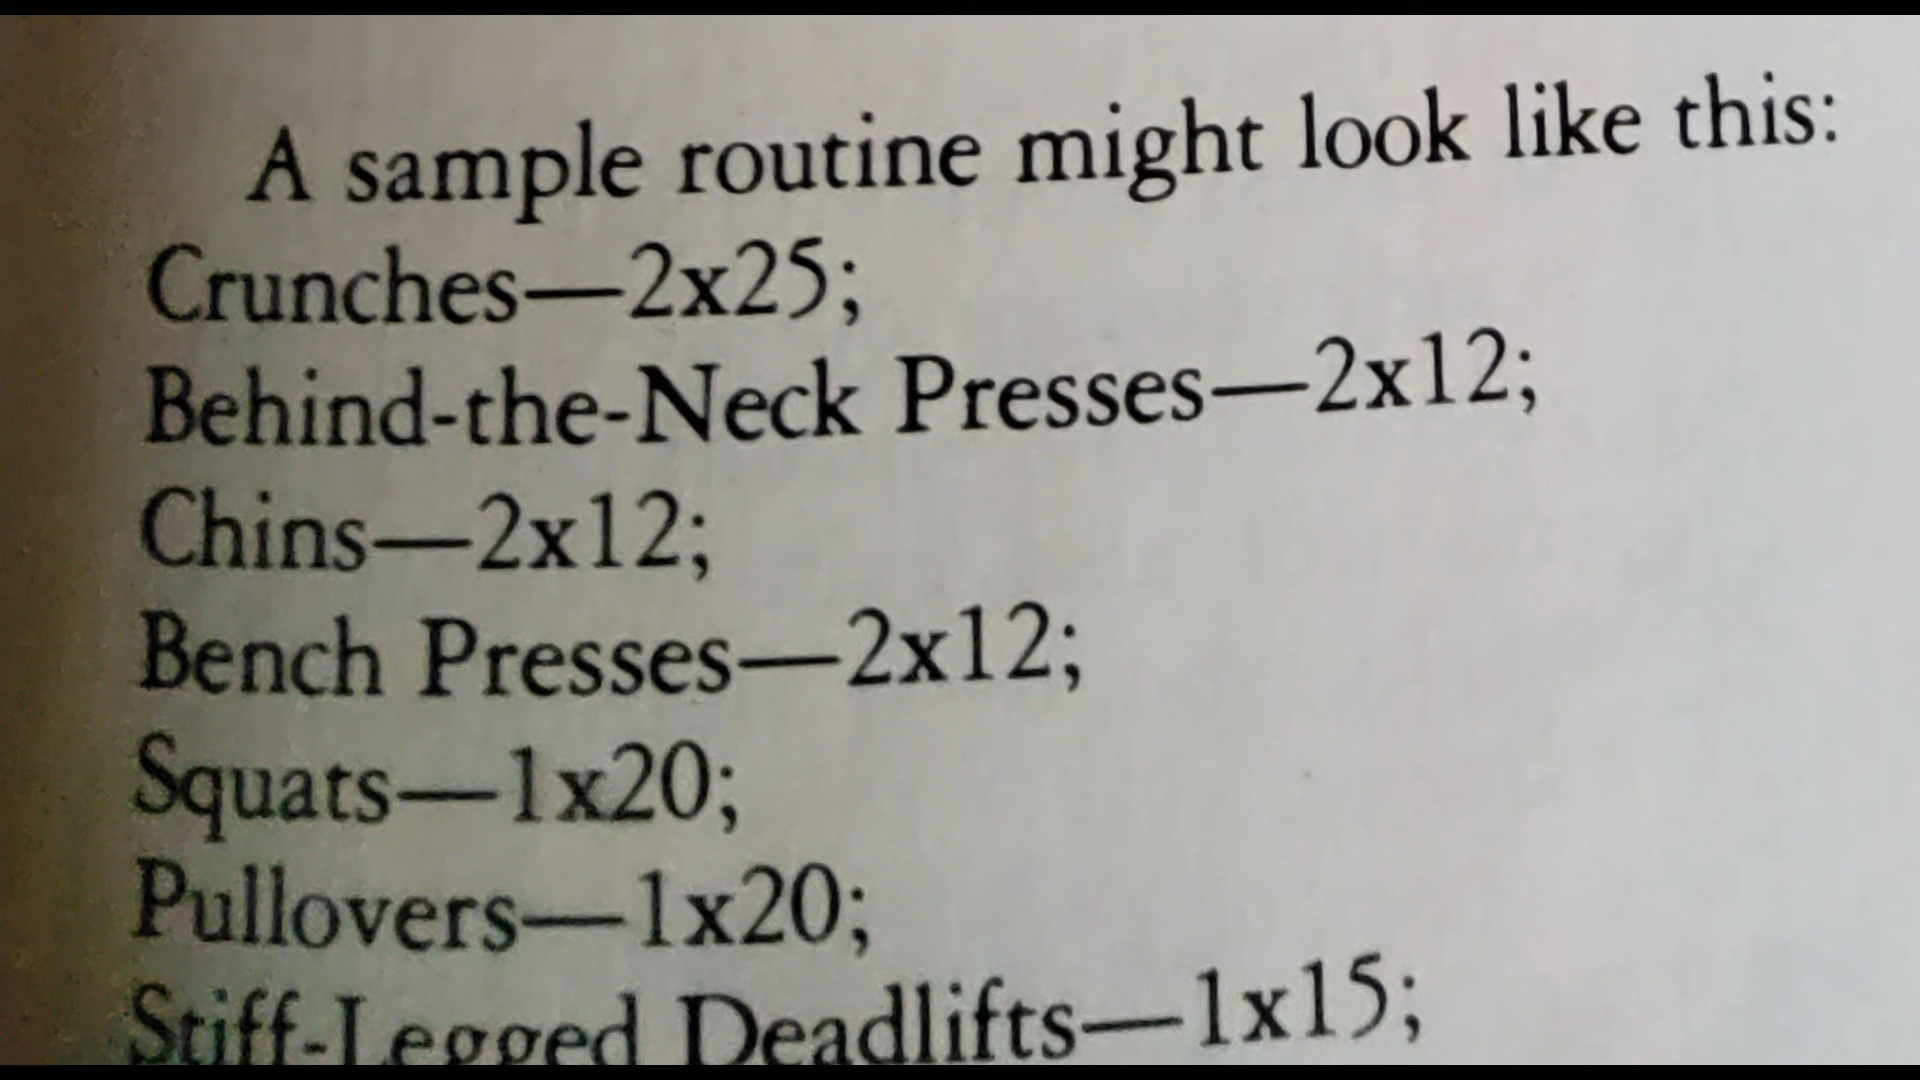 A sample routine might look like this:
Crunches—2x25;
Behind-the-Neck Presses—2x12;
Chins—2x12;
Bench Presses—2x12;
Squats—1x20;
Pullovers—1x20;
Stiff-Legged Deadlifts—1x15;